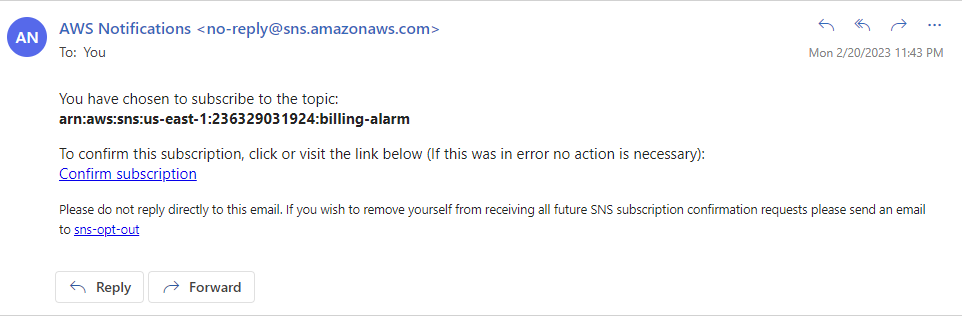 AN
AWS Notifications <no-reply@sns.amazonaws.com>
To: You
Mon 2/20/2023 11:43 PM
You have chosen to subscribe to the topic:
arn:aws:sns:us-east-1:236329031924:billing-alarm
To confirm this subscription, click or visit the link below (If this was in error no action is necessary):
Confirm subscription
Please do not reply directly to this email. If you wish to remove yourself from receiving all future SNS subscription confirmation requests please send an email
to sns-opt-out
Reply
Forward